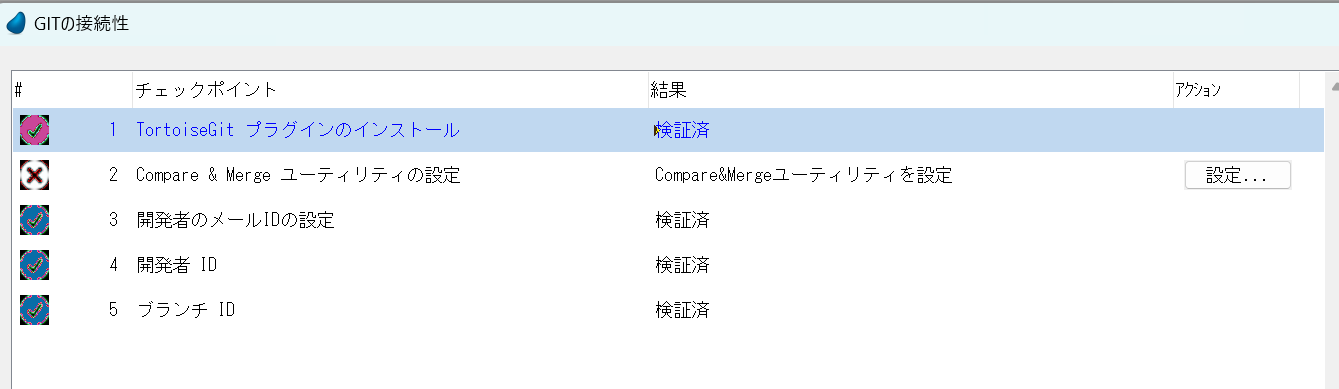 GITの接続性
# チェックポイント 結果 ｱｸｼｮﾝ
1 TortoiseGit プラグインのインストール 検証済
2 Compare & Merge ユーティリティの設定 Compare&Mergeユーティリティを設定 設定...
3 開発者のメールIDの設定 検証済
4 開発者 ID 検証済
5 ブランチ ID 検証済